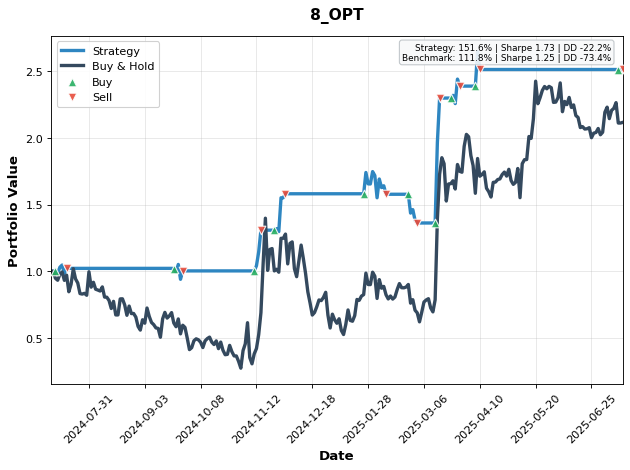 8_OPT
Strategy
Buy & Hold
Buy
Sell
Strategy: 151.6% | Sharpe 1.73 | DD -22.2%
Benchmark: 111.8% | Sharpe 1.25 | DD -73.4%
Portfolio Value
2.5
2.0
1.5
1.0
0.5
2024-07-31
2024-09-03
2024-10-08
2024-11-12
2024-12-18
2025-01-28
2025-03-06
2025-04-10
2025-05-20
2025-06-25
Date